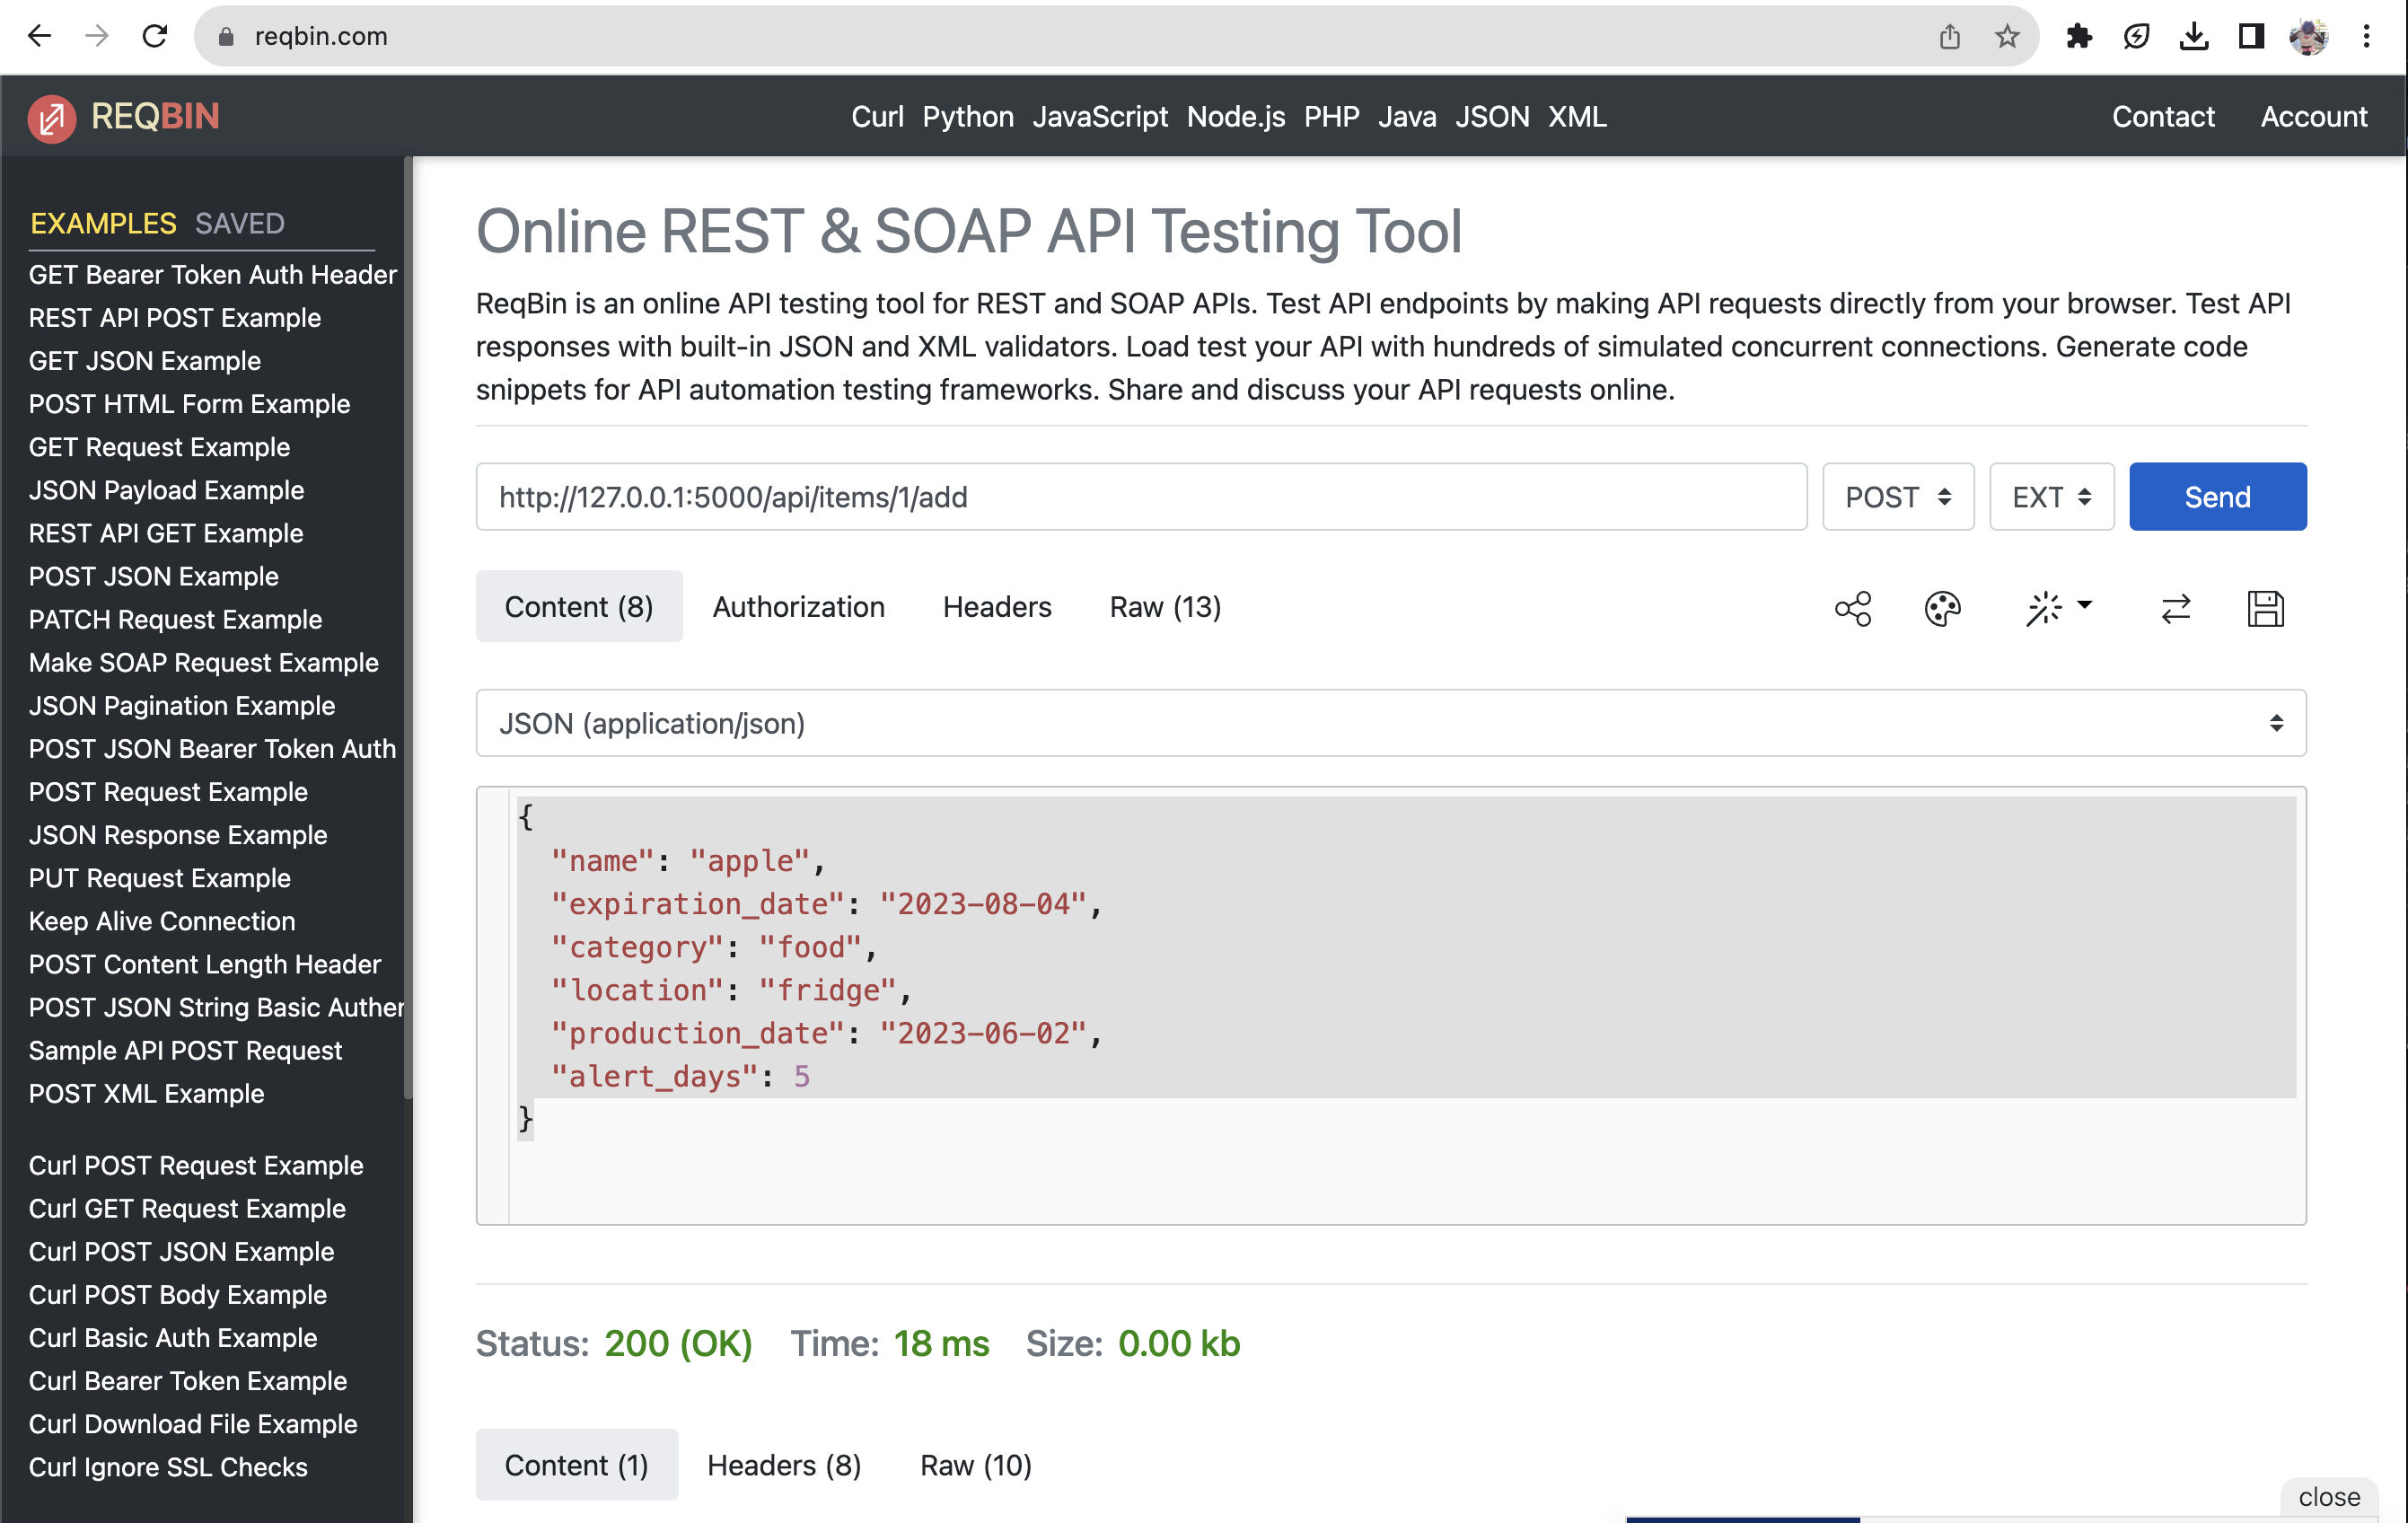 reqbin.com
REQBIN
Curl Python JavaScript Node.js PHP Java JSON XML
Contact Account
EXAMPLES SAVED
GET Bearer Token Auth Header
REST API POST Example
GET JSON Example
POST HTML Form Example
GET Request Example
JSON Payload Example
REST API GET Example
POST JSON Example
PATCH Request Example
Make SOAP Request Example
JSON Pagination Example
POST JSON Bearer Token Auth
POST Request Example
JSON Response Example
PUT Request Example
Keep Alive Connection
POST Content Length Header
POST JSON String Basic Auther
Sample API POST Request
POST XML Example
Curl POST Request Example
Curl GET Request Example
Curl POST JSON Example
Curl POST Body Example
Curl Basic Auth Example
Curl Bearer Token Example
Curl Download File Example
Curl Ignore SSL Checks
Online REST & SOAP API Testing Tool
ReqBin is an online API testing tool for REST and SOAP APIs. Test API endpoints by making API requests directly from your browser. Test API
responses with built-in JSON and XML validators. Load test your API with hundreds of simulated concurrent connections. Generate code
snippets for API automation testing frameworks. Share and discuss your API requests online.
http://127.0.0.1:5000/api/items/1/add POST EXT Send
Content (8) Authorization Headers Raw (13)
JSON (application/json)
{
"name": "apple",
"expiration_date": "2023-08-04",
"category": "food",
"location": "fridge",
"production_date": "2023-06-02",
"alert_days": 5
}
Status: 200 (OK) Time: 18 ms Size: 0.00 kb
Content (1) Headers (8) Raw (10)
close